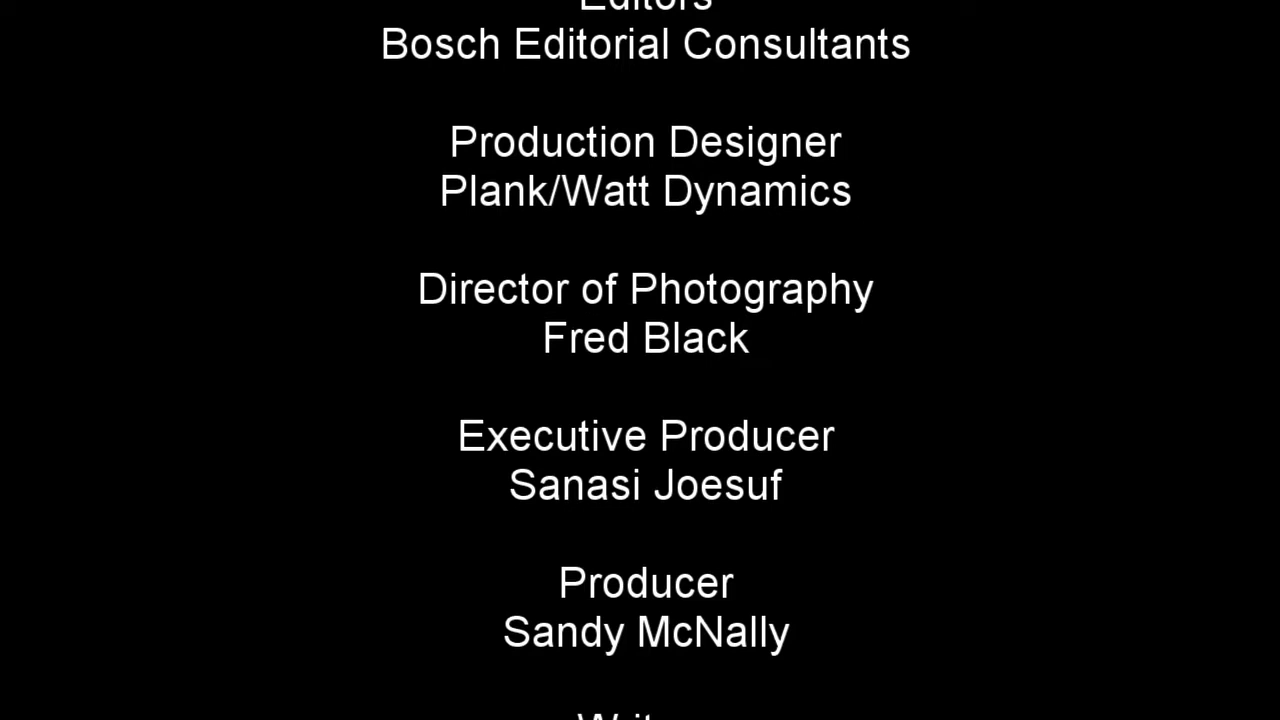 Editors
Bosch Editorial Consultants
Production Designer
Plank/Watt Dynamics
Director of Photography
Fred Black
Executive Producer
Sanasi Joesuf
Producer
Sandy McNally